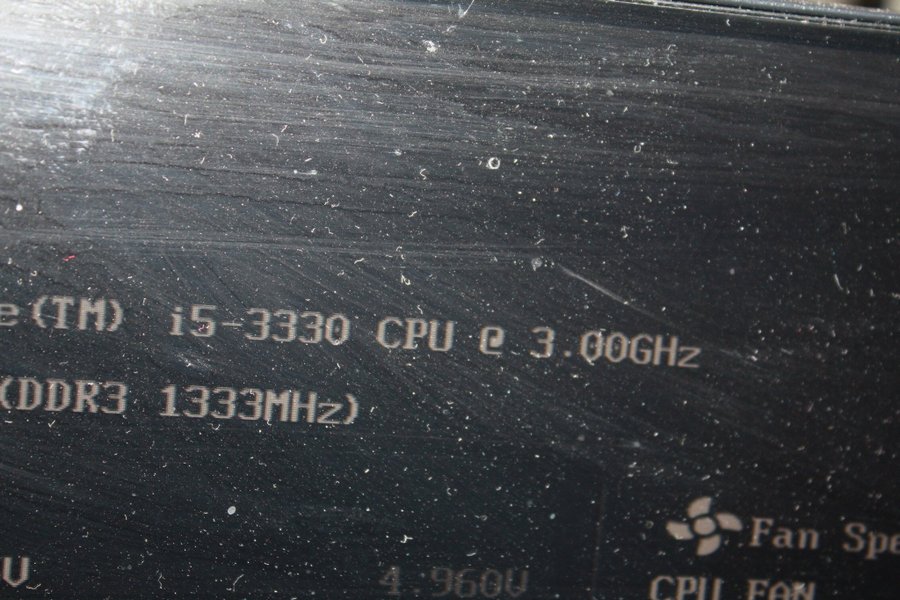 e(TM) i5-3330 CPU @ 3.00GHz
(DDR3 1333MHz)
Fan Spe
V 4.960V
CPU FAN